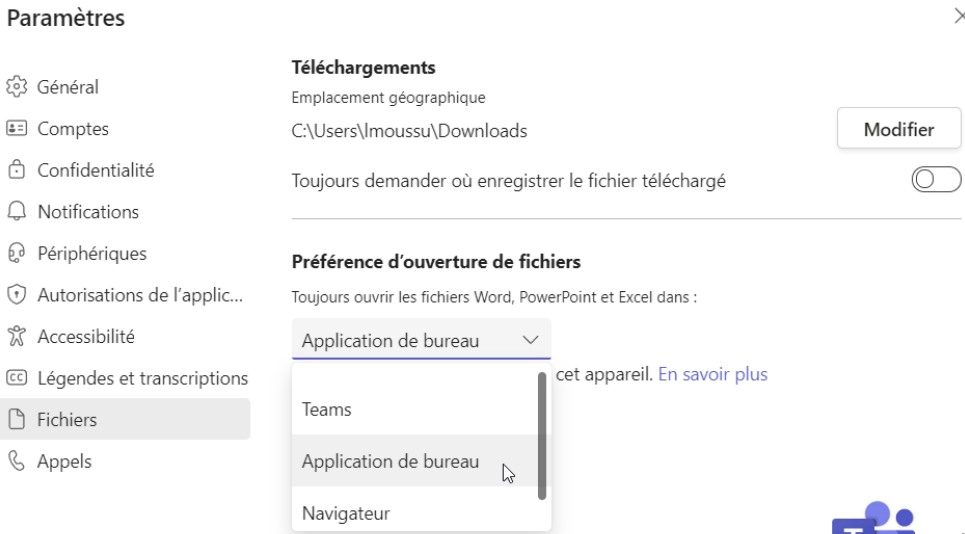 Paramètres
Général
Comptes
Confidentialité
Notifications
Périphériques
Autorisations de l'applic...
Accessibilité
CC Légendes et transcriptions
Fichiers
Appels
Téléchargements
Emplacement géographique
C:\Users\lmoussu\Downloads
Modifier
Toujours demander où enregistrer le fichier téléchargé
Préférence d'ouverture de fichiers
Toujours ouvrir les fichiers Word, PowerPoint et Excel dans :
Application de bureau
cet appareil. En savoir plus
Teams
Application de bureau
Navigateur
T